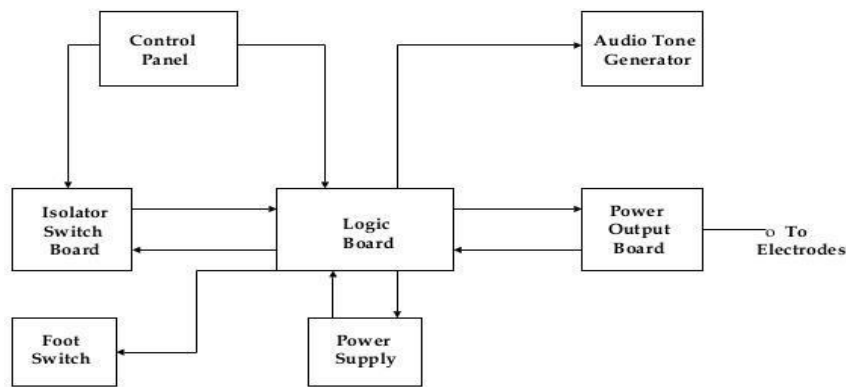 Control
Panel
Audio Tone
Generator
Isolator
Switch
Board
Logic
Board
Power
Output
Board
o To
Electrodes
Foot
Switch
Power
Supply